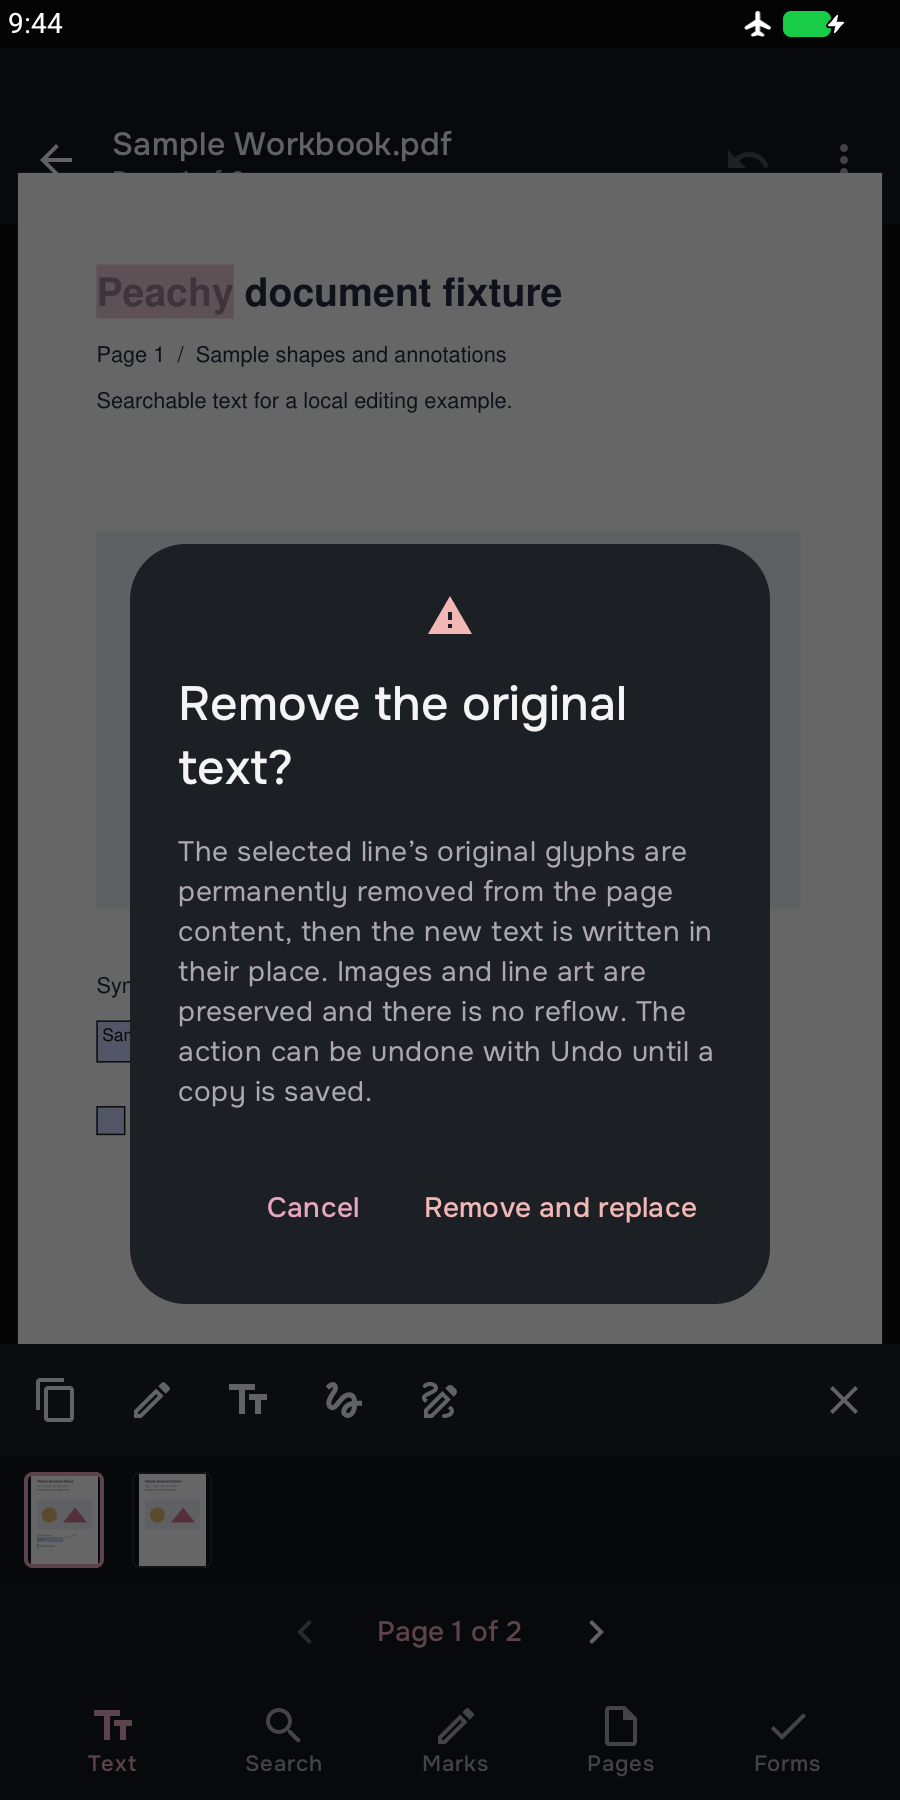 9:44
Sample Workbook.pdf
Peachy document fixture
Page 1 / Sample shapes and annotations
Searchable text for a local editing example.
Remove the original
text?
The selected line’s original glyphs are
permanently removed from the page
content, then the new text is written in
their place. Images and line art are
preserved and there is no reflow. The
action can be undone with Undo until a
copy is saved.
Cancel Remove and replace
Page 1 of 2
Text Search Marks Pages Forms